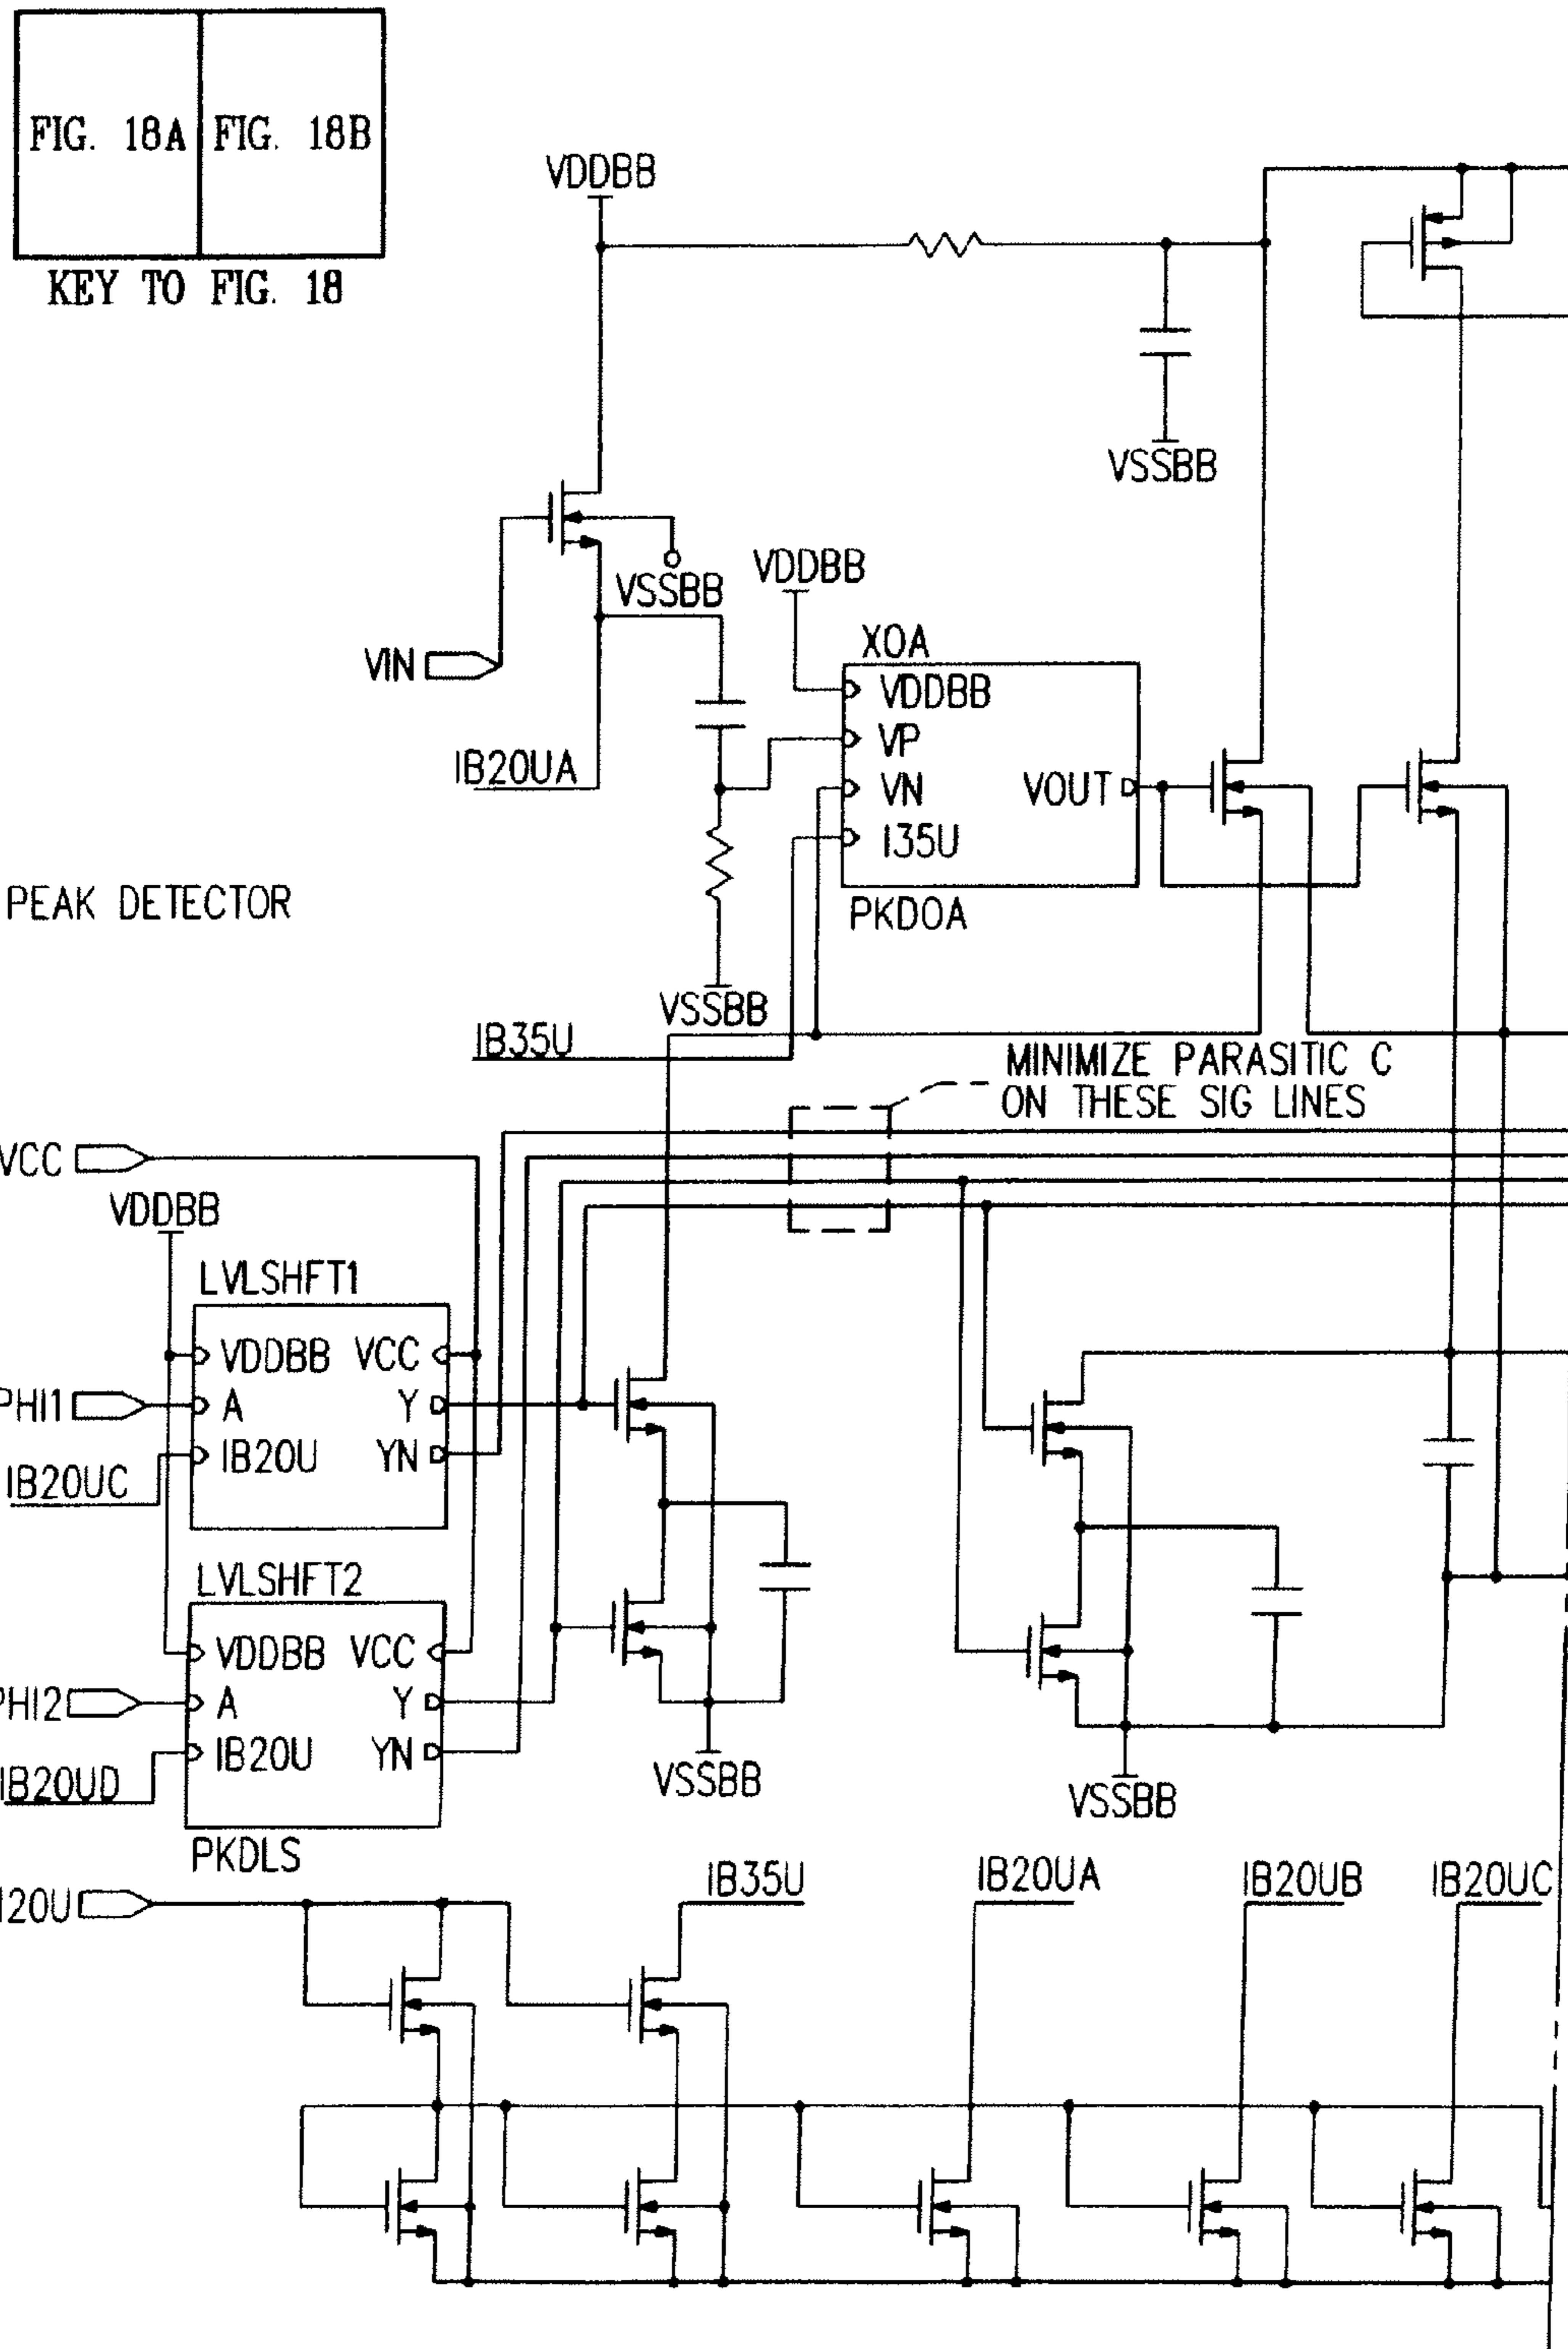 FIG. 18A
FIG. 18B
KEY TO FIG. 18
VDDBB
VSSBB
VSSBB
VDDBB
VIN
X0A
VDDBB
VP
VN
VOUT
I35U
IB20UA
PEAK DETECTOR
PKDOA
VSSBB
IB35U
MINIMIZE PARASITIC C
ON THESE SIG LINES
VCC
VDDBB
LVLSHFT1
VDDBB VCC
PHI1
A Y
IB20U YN
IB20UC
LVLSHFT2
VDDBB VCC
PHI2
A Y
IB20U YN
IB20UD
VSSBB
VSSBB
PKDLS
I20U
IB35U
IB20UA
IB20UB
IB20UC